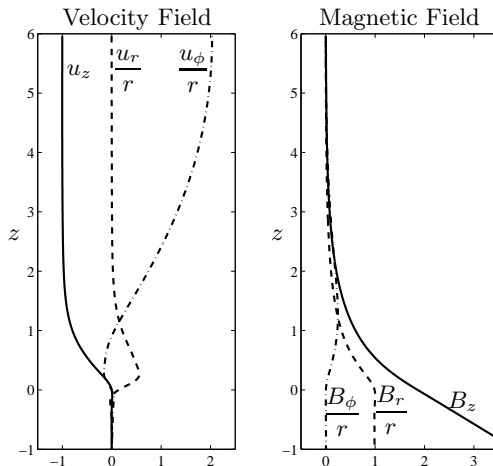 Velocity Field
Magnetic Field
6
5
4
3
2
1
0
−1
z
u_z
u_r/r
u_ϕ/r
−1 0 1 2
6
5
4
3
2
1
0
−1
z
B_ϕ/r
B_r/r
B_z
0 1 2 3